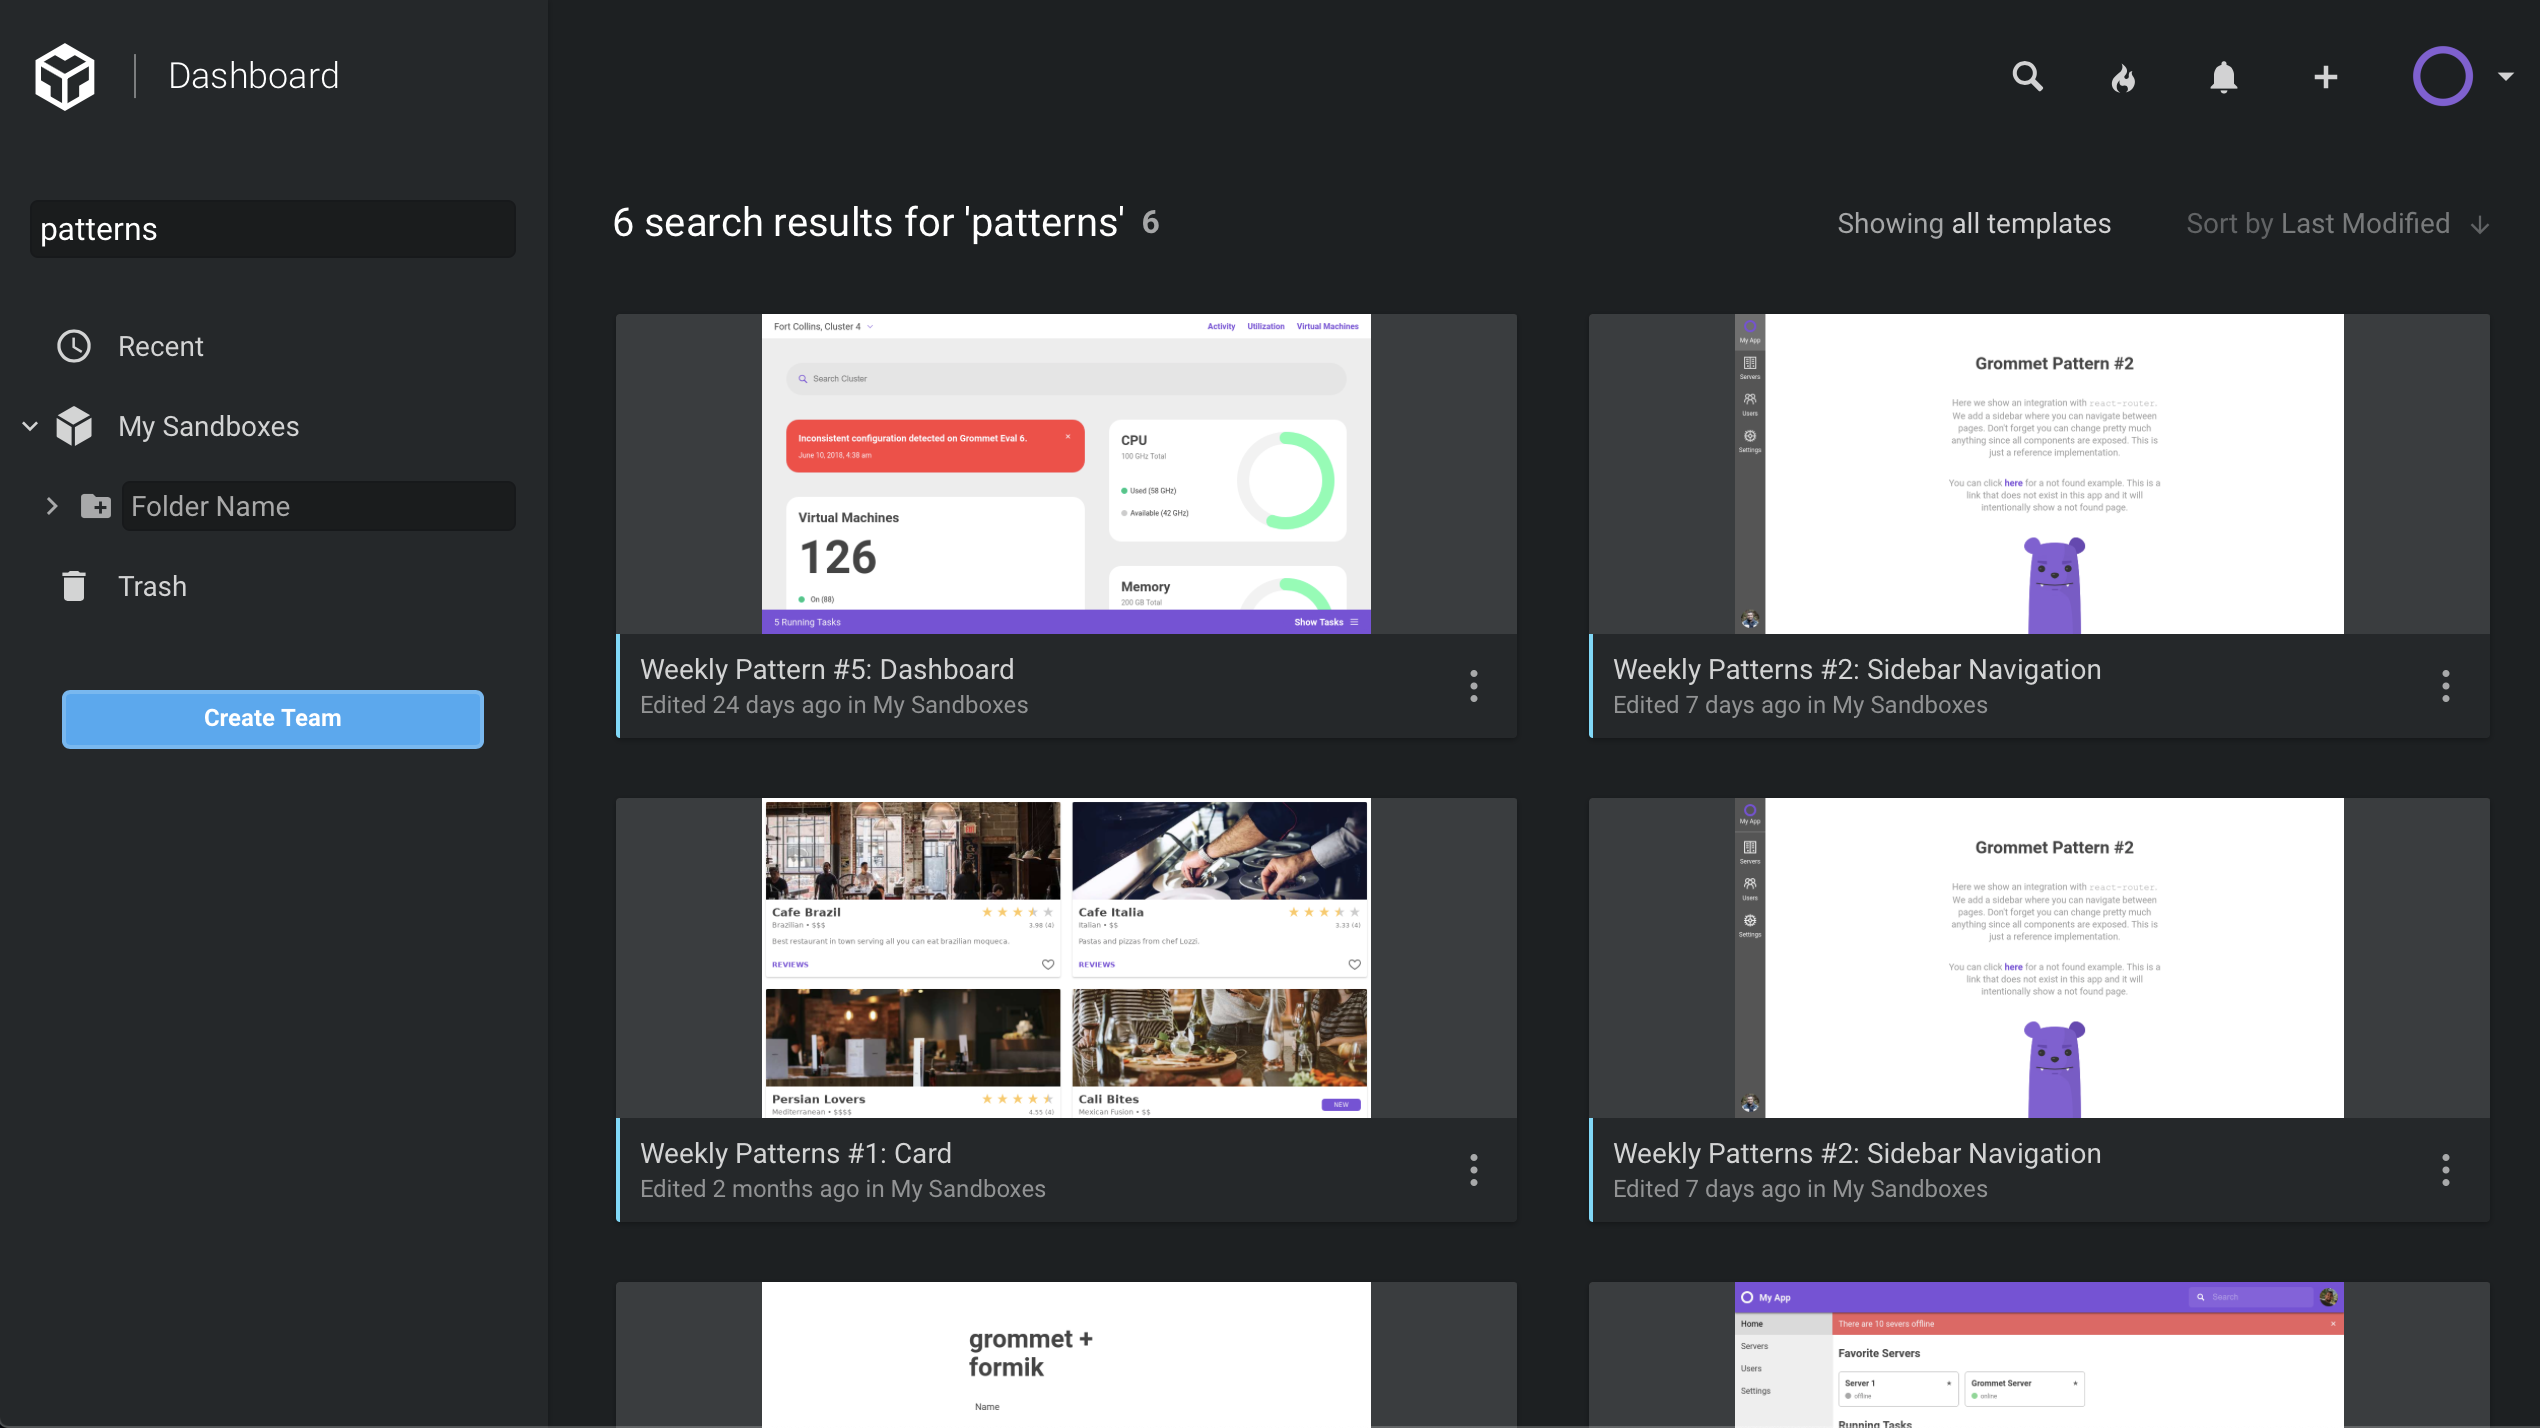 Dashboard
patterns
Recent
My Sandboxes
Folder Name
Trash
Create Team
6 search results for 'patterns' 6
Showing all templates
Sort by Last Modified
Fort Collins, Cluster 4
Activity Utilization Virtual Machines
Search Cluster
Inconsistent configuration detected on Grommet Eval 6.
June 10, 2018, 4:38 am
Virtual Machines
126
On (88)
CPU
100 GHz Total
Used (58 GHz)
Available (42 GHz)
Memory
200 GB Total
5 Running Tasks
Show Tasks
Weekly Pattern #5: Dashboard
Edited 24 days ago in My Sandboxes
My App
Servers
Users
Settings
Grommet Pattern #2
Here we show an integration with react-router.
We add a sidebar where you can navigate between
pages. Don't forget you can change pretty much
anything since all components are exposed. This is
just a reference implementation.
You can click here for a not found example. This is a
link that does not exist in this app and it will
intentionally show a not found page.
Weekly Patterns #2: Sidebar Navigation
Edited 7 days ago in My Sandboxes
Cafe Brazil
Brazilian • $$$
3.98 (4)
Best restaurant in town serving all you can eat brazilian moqueca.
REVIEWS
Cafe Italia
Italian • $$
3.33 (4)
Pastas and pizzas from chef Lozzi.
REVIEWS
Persian Lovers
Mediterranean • $$$$
4.55 (4)
Cali Bites
Mexican Fusion • $$
NEW
Weekly Patterns #1: Card
Edited 2 months ago in My Sandboxes
My App
Servers
Users
Settings
Grommet Pattern #2
Here we show an integration with react-router.
We add a sidebar where you can navigate between
pages. Don't forget you can change pretty much
anything since all components are exposed. This is
just a reference implementation.
You can click here for a not found example. This is a
link that does not exist in this app and it will
intentionally show a not found page.
Weekly Patterns #2: Sidebar Navigation
Edited 7 days ago in My Sandboxes
grommet +
formik
Name
My App
Search
Home
Servers
Users
Settings
There are 10 severs offline
Favorite Servers
Server 1
offline
Grommet Server
online
Running Tasks